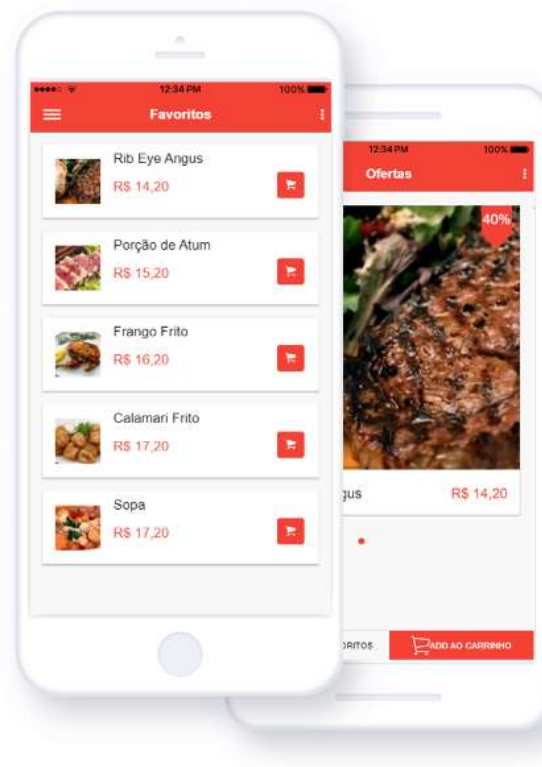 12:34 PM
100%
Favoritos
Rib Eye Angus
R$ 14,20
Porção de Atum
R$ 15,20
Frango Frito
R$ 16,20
Calamari Frito
R$ 17,20
Sopa
R$ 17,20
12:34 PM
100%
Ofertas
40%
gus
R$ 14,20
ORITOS
ADD AO CARRINHO